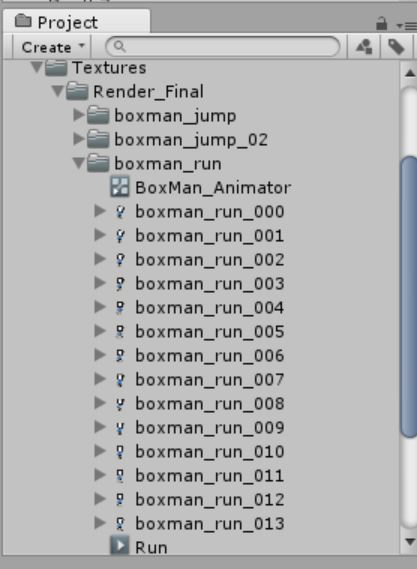 Project
Create
Textures
Render_Final
boxman_jump
boxman_jump_02
boxman_run
BoxMan_Animator
boxman_run_000
boxman_run_001
boxman_run_002
boxman_run_003
boxman_run_004
boxman_run_005
boxman_run_006
boxman_run_007
boxman_run_008
boxman_run_009
boxman_run_010
boxman_run_011
boxman_run_012
boxman_run_013
Run